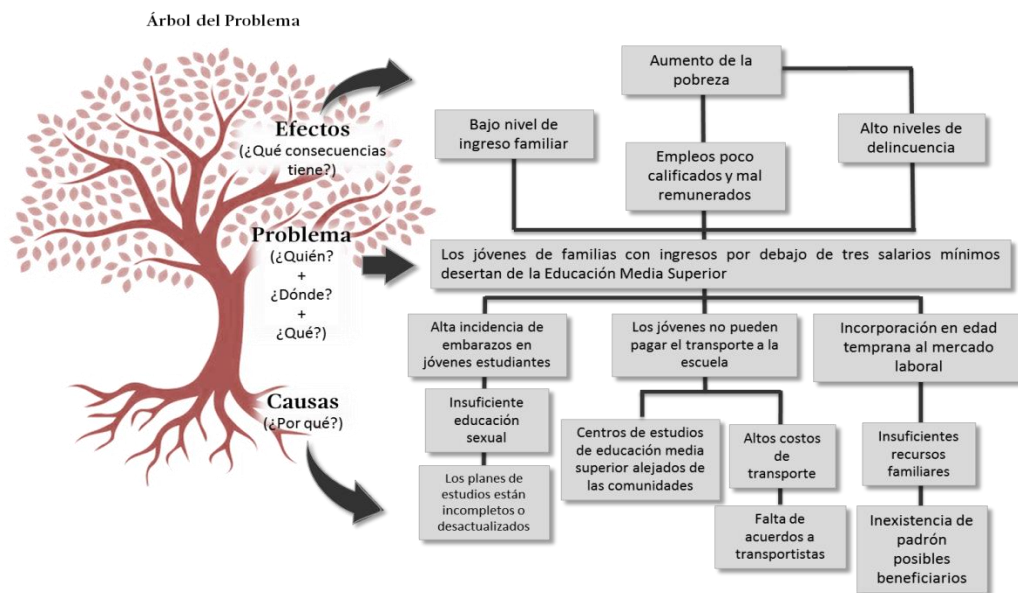 Árbol del Problema
Efectos
(¿Qué consecuencias
tiene?)
Problema
(¿Quién?
+
¿Dónde?
+
¿Qué?)
Causas
(¿Por qué?)
Aumento de la
pobreza
Bajo nivel de
ingreso familiar
Empleos poco
calificados y mal
remunerados
Alto niveles de
delincuencia
Los jóvenes de familias con ingresos por debajo de tres salarios mínimos
desertan de la Educación Media Superior
Alta incidencia de
embarazos en
jóvenes estudiantes
Los jóvenes no pueden
pagar el transporte a la
escuela
Incorporación en edad
temprana al mercado
laboral
Insuficiente
educación
sexual
Centros de estudios
de educación media
superior alejados de
las comunidades
Altos costos
de
transporte
Insuficientes
recursos
familiares
Los planes de
estudios están
incompletos o
desactualizados
Falta de
acuerdos a
transportistas
Inexistencia de
padrón
posibles
beneficiarios